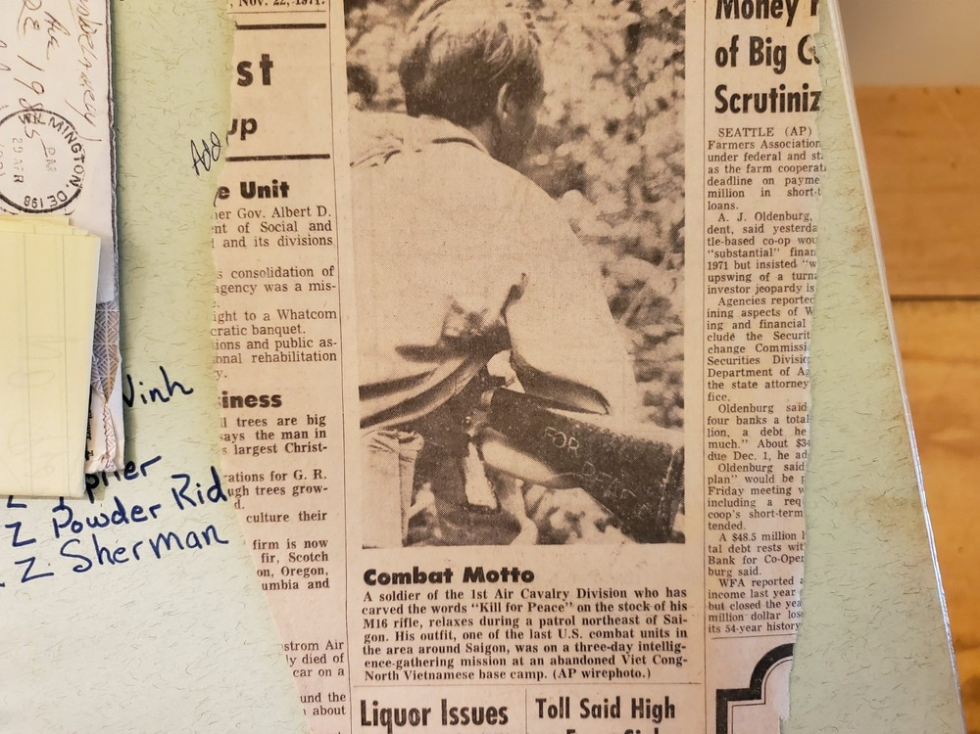 , Nov. 22, 1971.
st
up
Add
e Unit
ner Gov. Albert D.
ent of Social and
d and its divisions
s consolidation of
agency was a mis-
ight to Whatcom
cratic banquet.
ions and public as-
onal rehabilitation
y.
iness
l trees are big
says the man in
s largest Christ-
rations for G. R.
ugh trees grow-
d.
culture their
firm is now
fir, Scotch
on, Oregon,
umbia and
strom Air
ly died of
car on a
und the
about
WILMINGTON, DE 198
PM
29 APR
Vinh
Z Powder Rid
Z Sherman
FOR
Combat Motto
A soldier of the 1st Air Cavalry Division who has
carved the words “Kill for Peace” on the stock of his
M16 rifle, relaxes during a patrol northeast of Sai-
gon. His outfit, one of the last U.S. combat units in
the area around Saigon, was on a three-day intellig-
ence-gathering mission at an abandoned Viet Cong-
North Vietnamese base camp. (AP wirephoto.)
Liquor Issues
Toll Said High
Money
of Big C
Scrutiniz
SEATTLE (AP)
Farmers Association
under federal and st
as the farm cooperati
deadline on payme
million in short-t
loans.
A. J. Oldenburg,
dent, said yesterda
tle-based co-op wou
“substantial” finan
1971 but insisted “w
upswing of a turn
investor jeopardy is
Agencies reported
ining aspects of W
ing and financial
clude the Securit
change Commissi
Securities Divisio
Department of Ag
the state attorney
fice.
Oldenburg said
four banks a total
lion, a debt he
much.” About $3
due Dec. 1, he ad
Oldenburg said
plan” would be p
Friday meeting w
including a req
coop's short-term
tended.
A $48.5 million l
tal debt rests wit
Bank for Co-Oper
burg said.
WFA reported a
income last year
but closed the yea
million dollar los
its 54-year history